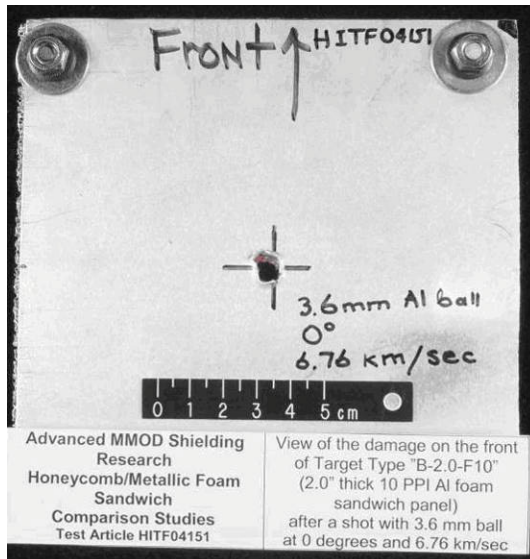 Front HITF04151
3.6mm Al ball
0°
6.76 km/sec
0 1 2 3 4 5 cm
Advanced MMOD Shielding
Research
Honeycomb/Metallic Foam
Sandwich
Comparison Studies
Test Article HITF04151
View of the damage on the front
of Target Type "B-2.0-F10"
(2.0" thick 10 PPI Al foam
sandwich panel)
after a shot with 3.6 mm ball
at 0 degrees and 6.76 km/sec